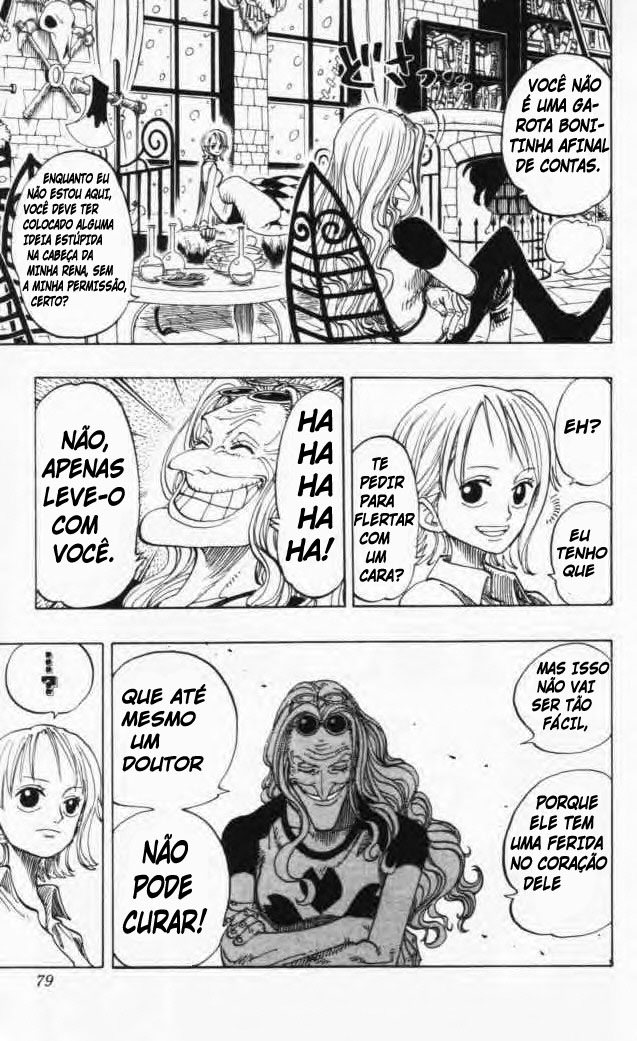 VOCÊ NÃO
É UMA GA-
ROTA BONI-
TINHA AFINAL
DE CONTAS.
どさっ
ENQUANTO EU
NÃO ESTOU AQUI,
VOCÊ DEVE TER
COLOCADO ALGUMA
IDEIA ESTÚPIDA
NA CABEÇA DA
MINHA RENA, SEM
A MINHA PERMISSÃO,
CERTO?
EH?
EU
TENHO
QUE
TE
PEDIR
PARA
FLERTAR
COM
UM
CARA?
HA
HA
HA
HA
HA!
NÃO,
APENAS
LEVE-O
COM
VOCÊ.
MAS ISSO
NÃO VAI
SER TÃO
FÁCIL,
PORQUE
ELE TEM
UMA FERIDA
NO CORAÇÃO
DELE
QUE ATÉ
MESMO
UM
DOUTOR
NÃO
PODE
CURAR!
...?
79